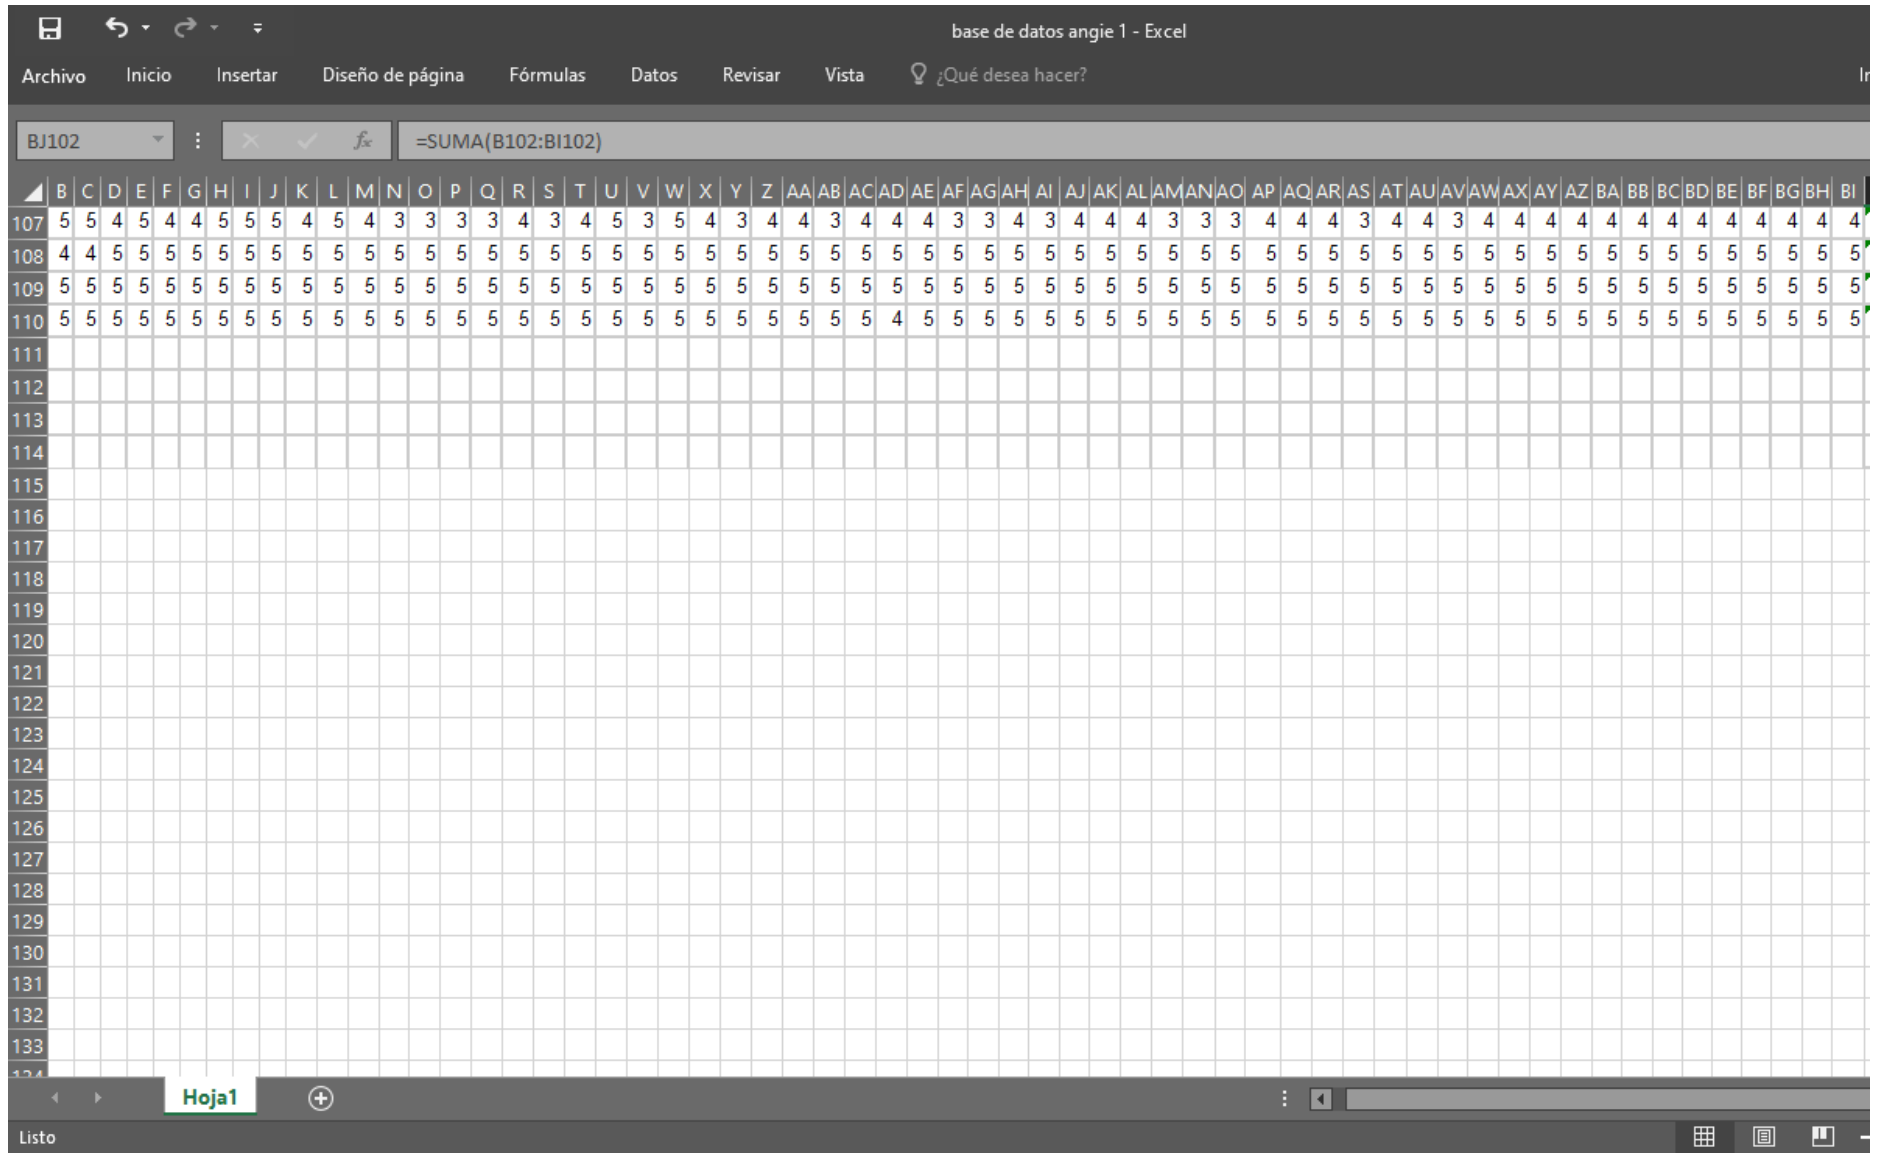 base de datos angie 1 - Excel
Archivo Inicio Insertar Diseño de página Fórmulas Datos Revisar Vista ¿Qué desea hacer?
BJ102 fx =SUMA(B102:BI102)
B C D E F G H I J K L M N O P Q R S T U V W X Y Z AA AB AC AD AE AF AG AH AI AJ AK AL AM AN AO AP AQ AR AS AT AU AV AW AX AY AZ BA BB BC BD BE BF BG BH BI
107 5 5 4 5 4 4 5 5 5 4 5 4 3 3 3 3 4 3 4 5 3 5 4 3 4 4 3 4 4 4 3 3 4 3 4 4 4 3 3 3 4 4 4 3 4 4 3 4 4 4 4 4 4 4 4 4 4 4 4 4
108 4 4 5 5 5 5 5 5 5 5 5 5 5 5 5 5 5 5 5 5 5 5 5 5 5 5 5 5 5 5 5 5 5 5 5 5 5 5 5 5 5 5 5 5 5 5 5 5 5 5 5 5 5 5 5 5 5 5 5 5
109 5 5 5 5 5 5 5 5 5 5 5 5 5 5 5 5 5 5 5 5 5 5 5 5 5 5 5 5 5 5 5 5 5 5 5 5 5 5 5 5 5 5 5 5 5 5 5 5 5 5 5 5 5 5 5 5 5 5 5 5
110 5 5 5 5 5 5 5 5 5 5 5 5 5 5 5 5 5 5 5 5 5 5 5 5 5 5 5 5 4 5 5 5 5 5 5 5 5 5 5 5 5 5 5 5 5 5 5 5 5 5 5 5 5 5 5 5 5 5 5 5
111
112
113
114
115
116
117
118
119
120
121
122
123
124
125
126
127
128
129
130
131
132
133
Hoja1
Listo